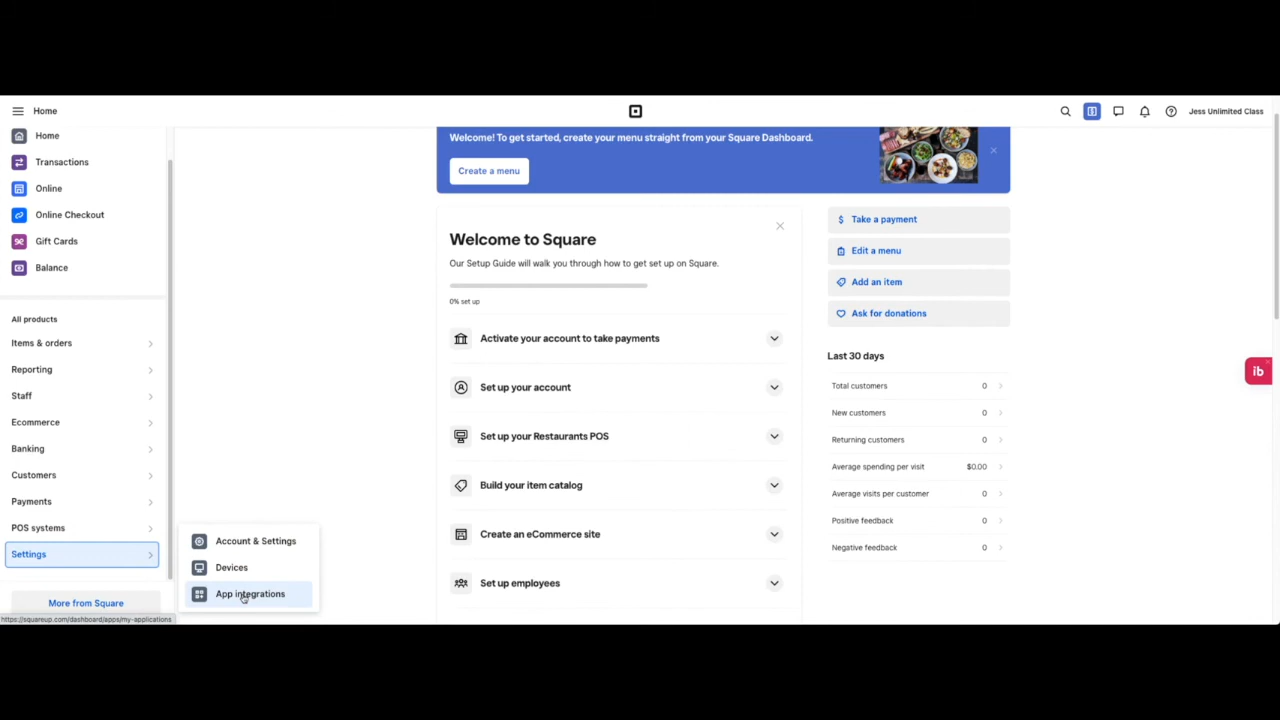 Home
Jess Unlimited Class
Home
Transactions
Online
Online Checkout
Gift Cards
Balance
All products
Items & orders
Reporting
Staff
Ecommerce
Banking
Customers
Payments
POS systems
Settings
More from Square
https://squareup.com/dashboard/apps/my-applications
Account & Settings
Devices
App integrations
Welcome! To get started, create your menu straight from your Square Dashboard.
Create a menu
Welcome to Square
Our Setup Guide will walk you through how to get set up on Square.
0% set up
Activate your account to take payments
Set up your account
Set up your Restaurants POS
Build your item catalog
Create an eCommerce site
Set up employees
Take a payment
Edit a menu
Add an item
Ask for donations
Last 30 days
Total customers 0
New customers 0
Returning customers 0
Average spending per visit $0.00
Average visits per customer 0
Positive feedback 0
Negative feedback 0
ib